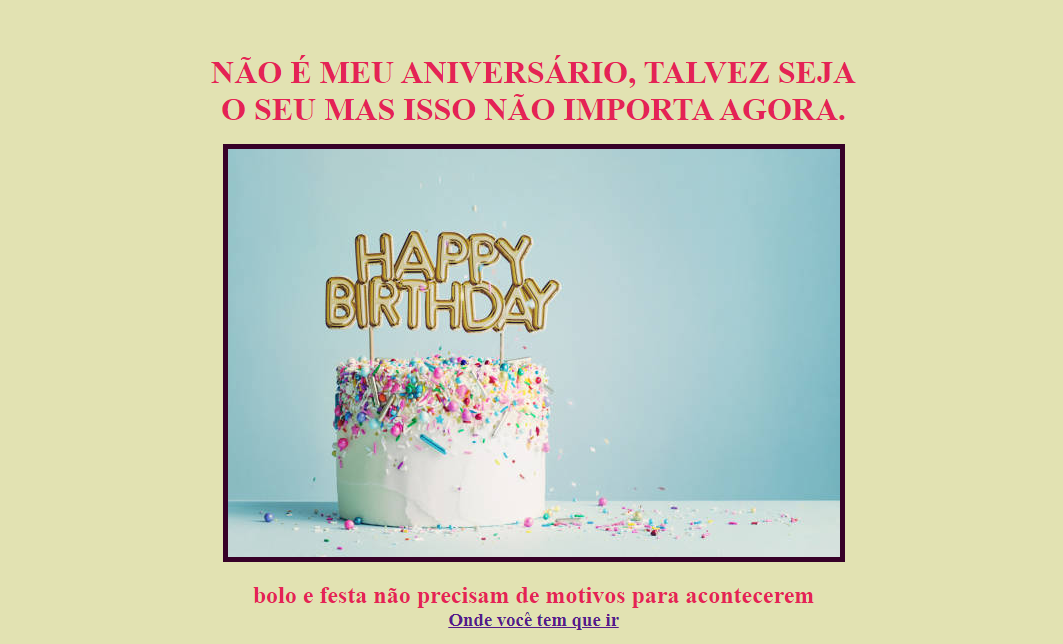 NÃO É MEU ANIVERSÁRIO, TALVEZ SEJA
O SEU MAS ISSO NÃO IMPORTA AGORA.
HAPPY
BIRTHDAY
bolo e festa não precisam de motivos para acontecerem
Onde você tem que ir